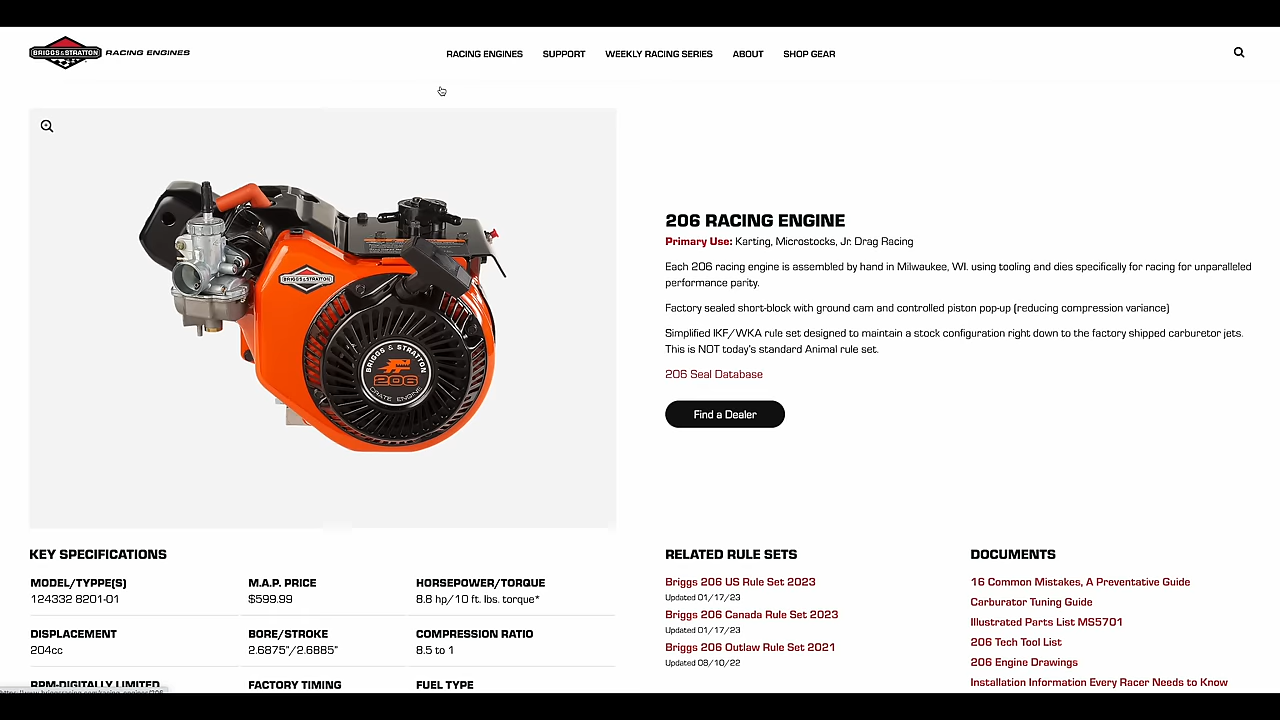 BRIGGS&STRATTON RACING ENGINES
RACING ENGINES SUPPORT WEEKLY RACING SERIES ABOUT SHOP GEAR
BRIGGS&STRATTON
BRIGGS & STRATTON
206
CRATE ENGINE
206 RACING ENGINE
Primary Use: Karting, Microstocks, Jr. Drag Racing
Each 206 racing engine is assembled by hand in Milwaukee, WI. using tooling and dies specifically for racing for unparalleled
performance parity.
Factory sealed short-block with ground cam and controlled piston pop-up (reducing compression variance)
Simplified IKF/WKA rule set designed to maintain a stock configuration right down to the factory shipped carburetor jets.
This is NOT today's standard Animal rule set.
206 Seal Database
Find a Dealer
KEY SPECIFICATIONS
MODEL/TYPPE(S) M.A.P. PRICE HORSEPOWER/TORQUE
124332 8201-01 $599.99 8.8 hp/10 ft. lbs. torque*
DISPLACEMENT BORE/STROKE COMPRESSION RATIO
204cc 2.6875"/2.6885" 8.5 to 1
RPM-DIGITALLY LIMITED FACTORY TIMING FUEL TYPE
RELATED RULE SETS
Briggs 206 US Rule Set 2023
Updated 01/17/23
Briggs 206 Canada Rule Set 2023
Updated 01/17/23
Briggs 206 Outlaw Rule Set 2021
Updated 08/10/22
DOCUMENTS
16 Common Mistakes, A Preventative Guide
Carburetor Tuning Guide
Illustrated Parts List MS5701
206 Tech Tool List
206 Engine Drawings
Installation Information Every Racer Needs to Know